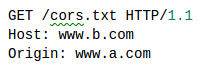 GET /cors.txt HTTP/1.1
Host: www.b.com
Origin: www.a.com